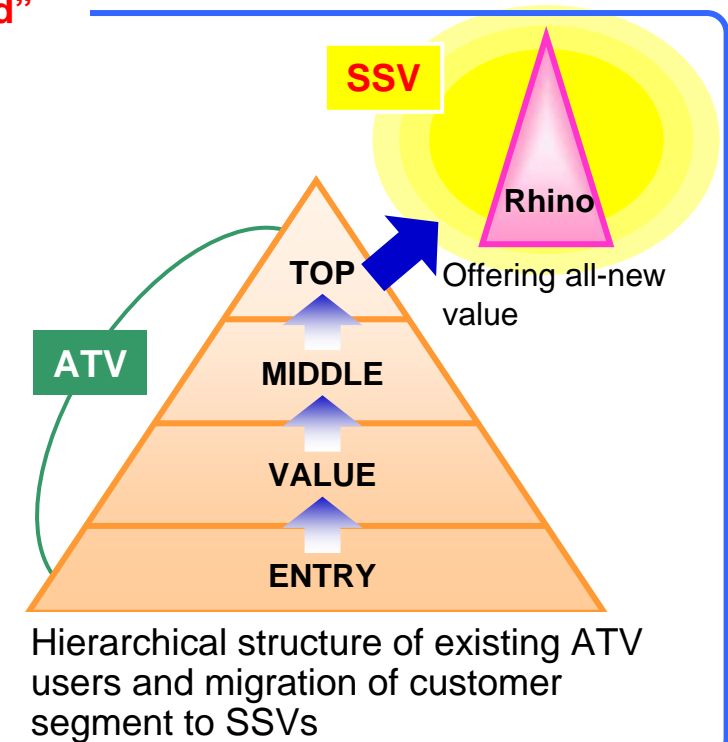 d”
SSV
Rhino
Offering all-new
value
TOP
ATV
MIDDLE
VALUE
ENTRY
Hierarchical structure of existing ATV
users and migration of customer
segment to SSVs